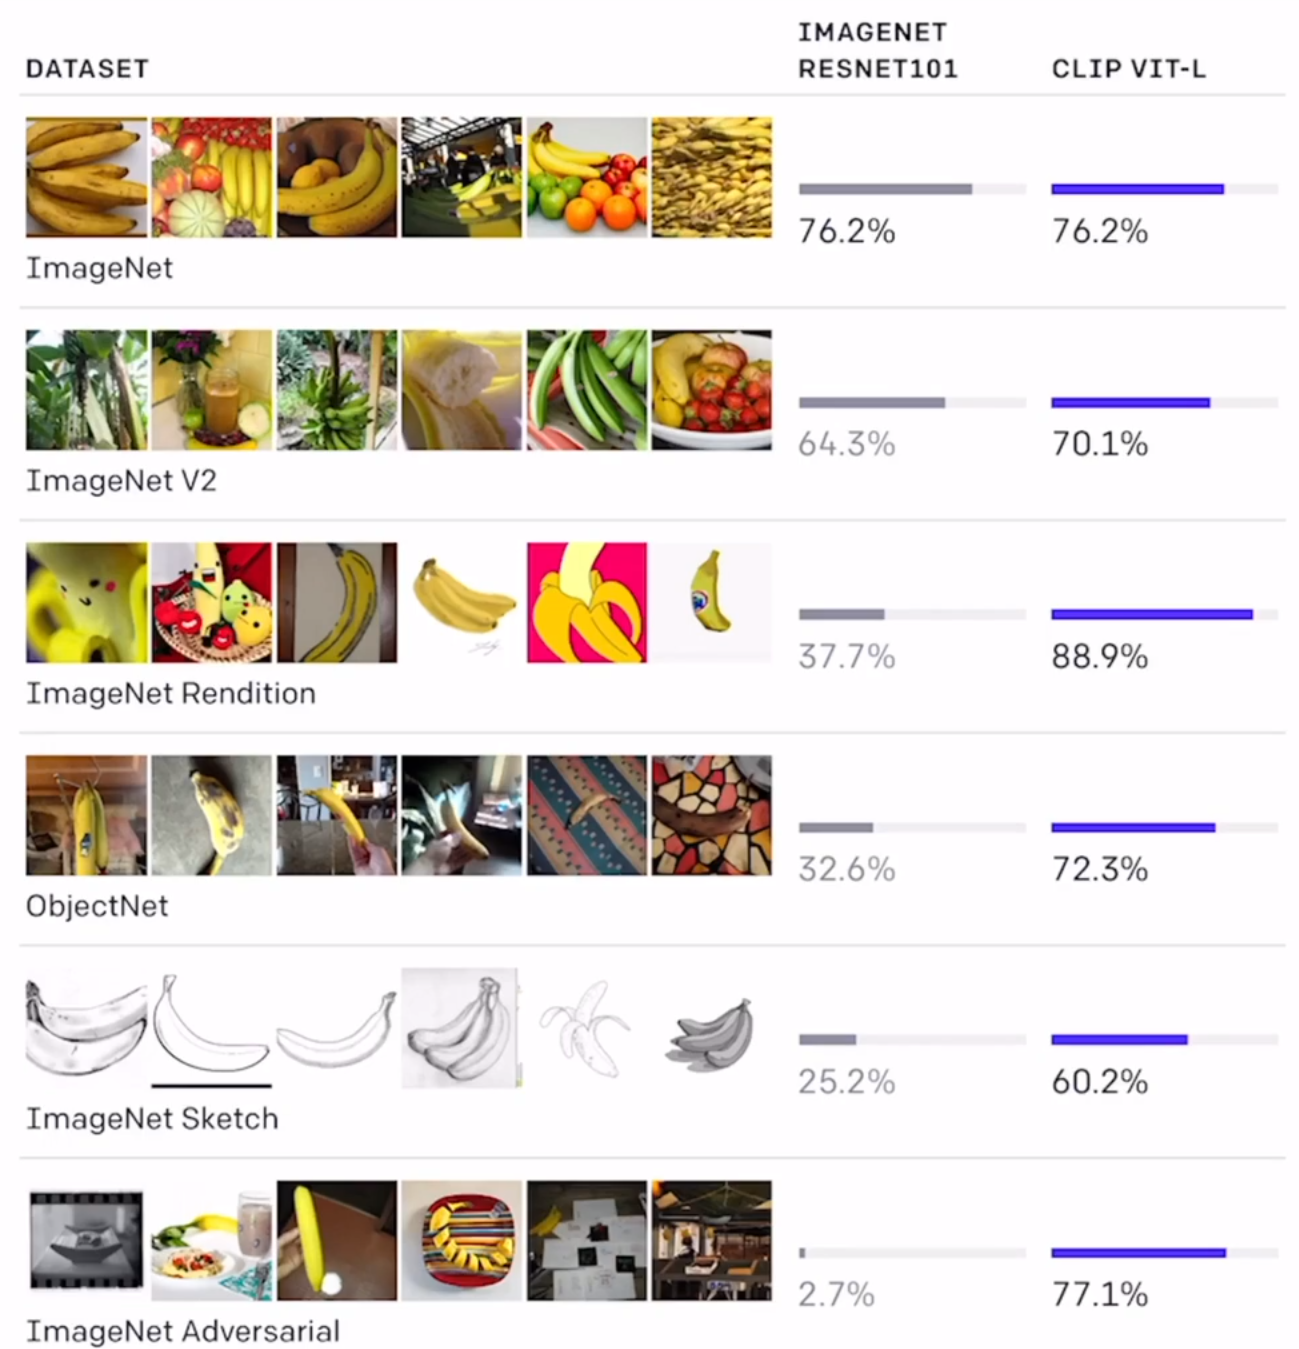 DATASET
IMAGENET
RESNET101
CLIP VIT-L
76.2%
76.2%
ImageNet
64.3%
70.1%
ImageNet V2
37.7%
88.9%
ImageNet Rendition
32.6%
72.3%
ObjectNet
25.2%
60.2%
ImageNet Sketch
2.7%
77.1%
ImageNet Adversarial